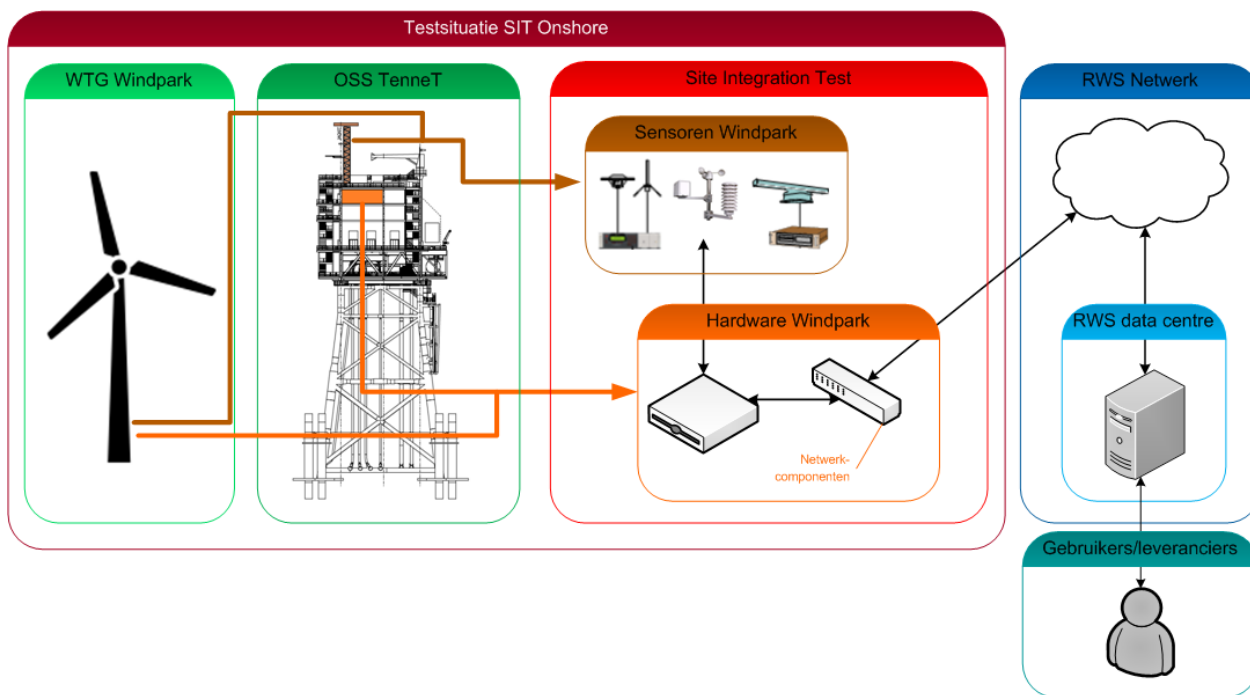 Testsituatie SIT Onshore
WTG Windpark
OSS TenneT
Site Integration Test
RWS Netwerk
Sensoren Windpark
Hardware Windpark
RWS data centre
Netwerk-
componenten
Gebruikers/leveranciers